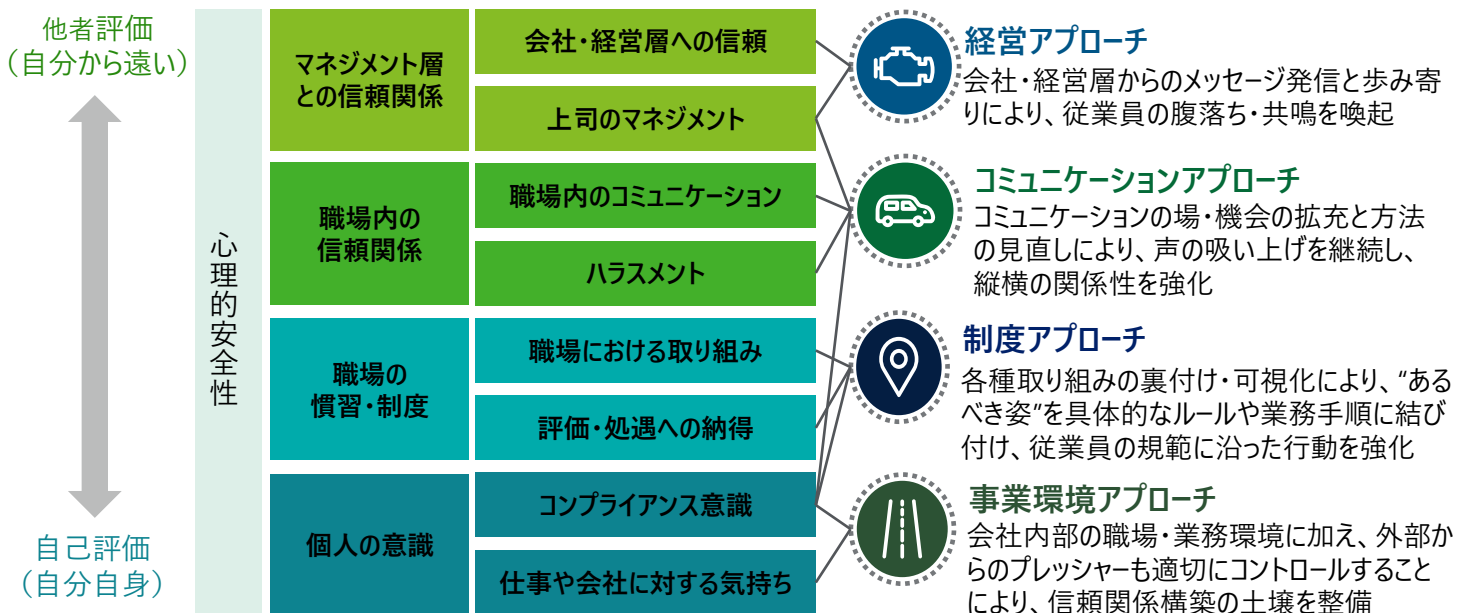 他者評価
（自分から遠い）
自己評価
（自分自身）
心理的安全性
マネジメント層
との信頼関係
会社・経営層への信頼
上司のマネジメント
職場内の
信頼関係
職場内のコミュニケーション
ハラスメント
職場の
慣習・制度
職場における取り組み
評価・処遇への納得
個人の意識
コンプライアンス意識
仕事や会社に対する気持ち
経営アプローチ
会社・経営層からのメッセージ発信と歩み寄
りにより、従業員の腹落ち・共鳴を喚起
コミュニケーションアプローチ
コミュニケーションの場・機会の拡充と方法
の見直しにより、声の吸い上げを継続し、
縦横の関係性を強化
制度アプローチ
各種取り組みの裏付け・可視化により、“ある
べき姿”を具体的なルールや業務手順に結び
付け、従業員の規範に沿った行動を強化
事業環境アプローチ
会社内部の職場・業務環境に加え、外部か
らのプレッシャーも適切にコントロールすること
により、信頼関係構築の土壌を整備